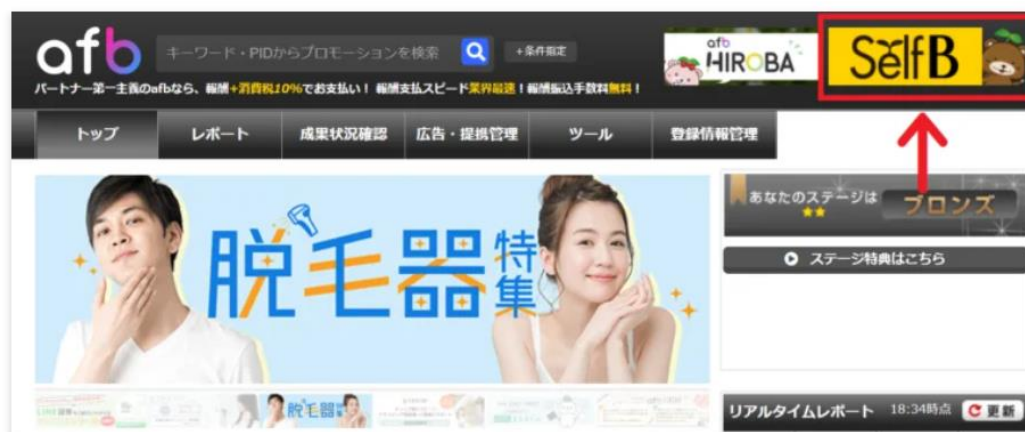 afb
キーワード・PIDからプロモーションを検索
+条件指定
afb
HIROBA
SelfB
パートナー第一主義のafbなら、報酬+消費税10%でお支払い！報酬支払スピード業界最速！報酬振込手数料無料！
トップ
レポート
成果状況確認
広告・提携管理
ツール
登録情報管理
脱毛器特集
あなたのステージは
ブロンズ
ステージ特典はこちら
脱毛器
リアルタイムレポート 18:34時点 更新